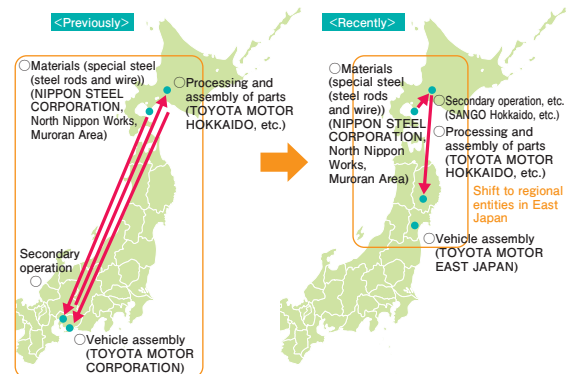 <Previously>
○Materials (special steel
(steel rods and wire))
(NIPPON STEEL
CORPORATION,
North Nippon Works,
Muroran Area)
○Processing and
assembly of parts
(TOYOTA MOTOR
HOKKAIDO, etc.)
Secondary
operation
○
○Vehicle assembly
(TOYOTA MOTOR
CORPORATION)
<Recently>
○Materials
(special steel
(steel rods
and wire))
(NIPPON STEEL
CORPORATION,
North Nippon
Works,
Muroran Area)
○Secondary operation, etc.
(SANGO Hokkaido, etc.)
○Processing and
assembly of parts
(TOYOTA MOTOR
HOKKAIDO, etc.)
Shift to regional
entities in East
Japan
○Vehicle assembly
(TOYOTA MOTOR
EAST JAPAN)